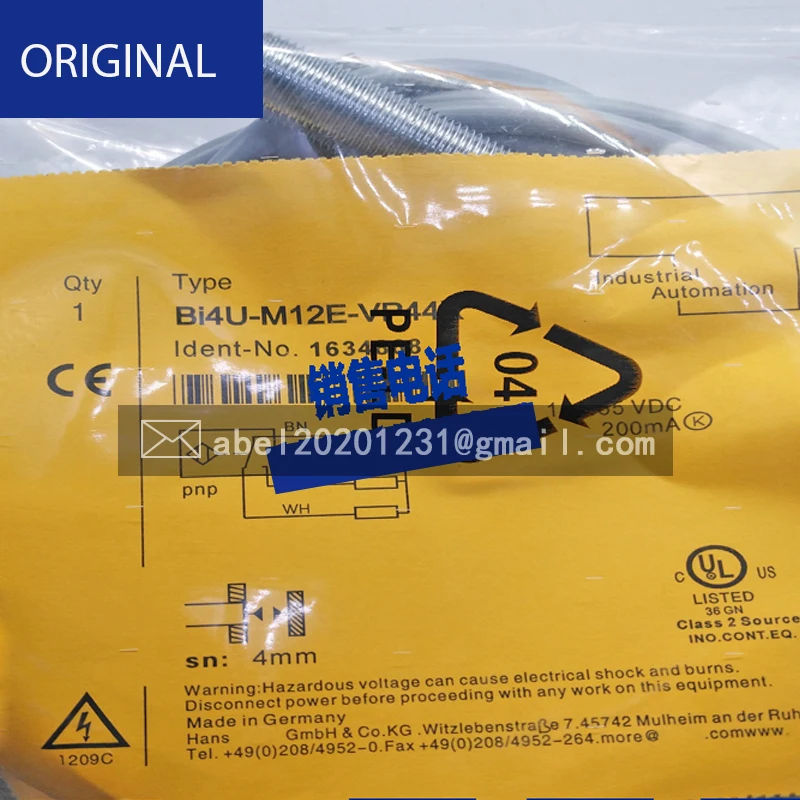 ORIGINAL
Qty
1
Type
Bi4U-M12E-VP44
Ident-No.
Industrial
Automation
CE
销售电话
04
VDC
200mA K
abel20201231@gmail.com
BN
pnp
WH
C UL US
LISTED
36 GN
Class 2 Source
INO.CONT.EQ.
sn: 4mm
Warning:Hazardous voltage can cause electrical shock and burns.
Disconnect power before proceeding with any work on this equipment.
Made in Germany
Hans GmbH & Co.KG .Witzlebenstraße 7.45742 Mulheim an der Ruh
Tel. +49(0)208/4952-0.Fax +49(0)208/4952-264.more@ .comwww.
1209C